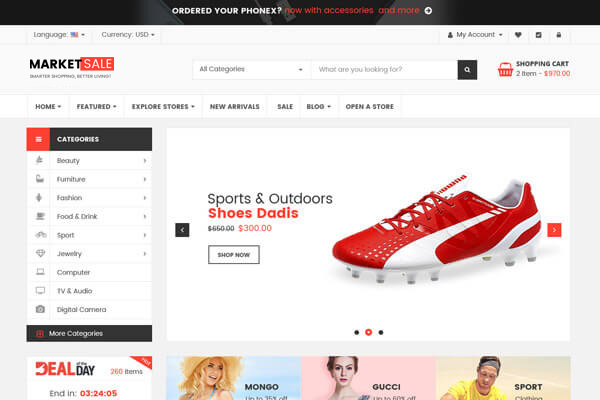 ORDERED YOUR PHONEX? now with accessories and more
Language:
Currency: USD
My Account
MARKETSALE
SMARTER SHOPPING, BETTER LIVING!
All Categories
What are you looking for?
SHOPPING CART
2 Item - $970.00
HOME FEATURED EXPLORE STORES NEW ARRIVALS SALE BLOG OPEN A STORE
CATEGORIES
Beauty
Furniture
Fashion
Food & Drink
Sport
Jewelry
Computer
TV & Audio
Digital Camera
More Categories
Sports & Outdoors
Shoes Dadis
$650.00 $300.00
SHOP NOW
DEAL of the DAY
260 items
Hot
End in: 03:24:05
MONGO
Up to 35% off
GUCCI
Up to 60% off
SPORT
Clothing